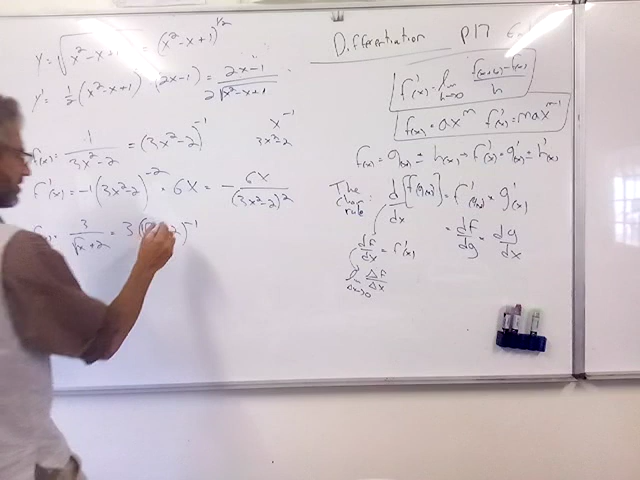 y = √(x²-x+1) = (x²-x+1)^1/2
y' = 1/2 (x²-x+1) (2x-1) = 2x-1 / 2√(x²-x+1)
f(x) = 1/(3x²-2) = (3x²-2)^-1
x^-1
3x²-2
f'(x) = -1(3x²-2)^-2 · 6x = - 6x/(3x²-2)²
3/(√x+2) = 3(
Differentiation P17
f'(x) = lim h→0 (f(x+h)-f(x))/h
f(x) = ax^m f'(x) = max^m-1
f(x) = g(x) ± h(x) → f'(x) = g'(x) ± h'(x)
The
rule
d/dx [f(g(x))] = f'(g(x)) × g'(x)
df/dx = f'(x)
= df/dg · dg/dx
lim Δx→0 Δf/Δx